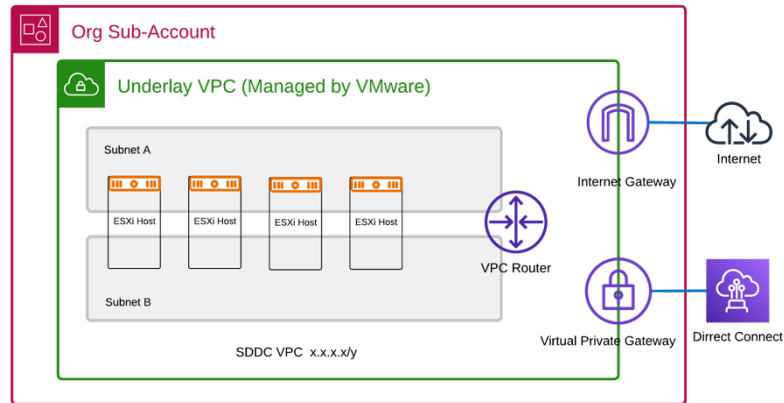 Org Sub-Account
Underlay VPC (Managed by VMware)
Subnet A
ESXi Host
ESXi Host
ESXi Host
ESXi Host
Internet Gateway
Internet
VPC Router
Subnet B
Virtual Private Gateway
Dirrect Connect
SDDC VPC x.x.x.x/y